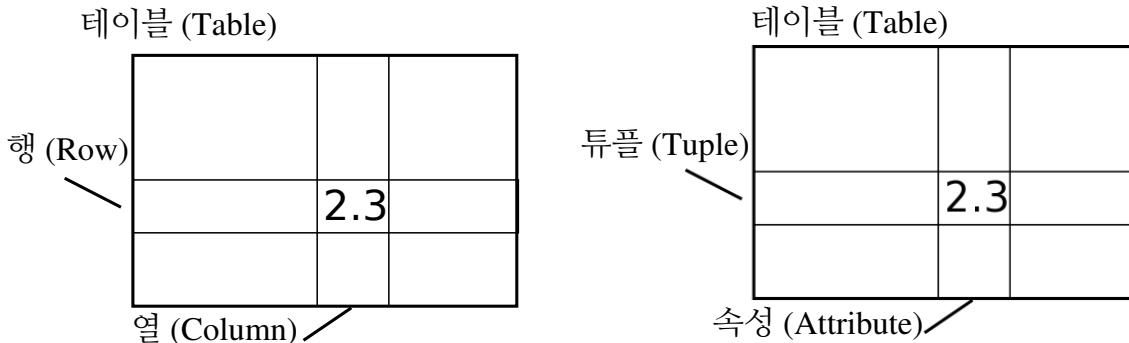 테이블 (Table)
행 (Row)
2.3
열 (Column)
테이블 (Table)
튜플 (Tuple)
2.3
속성 (Attribute)